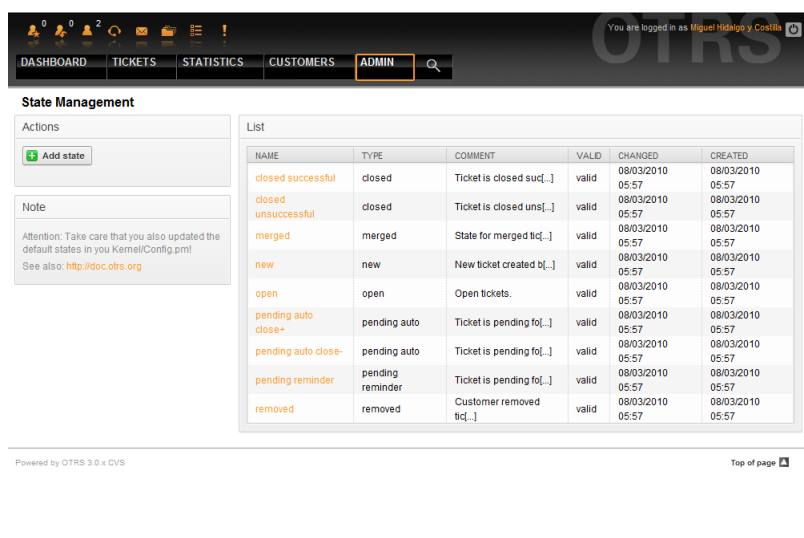 0 0 2
OTRS
You are logged in as Miguel Hidalgo y Costilla
DASHBOARD TICKETS STATISTICS CUSTOMERS ADMIN
State Management
Actions
Add state
Note
Attention: Take care that you also updated the
default states in you Kernel/Config.pm!
See also: http://doc.otrs.org
List
NAME TYPE COMMENT VALID CHANGED CREATED
closed successful closed Ticket is closed suc[...] valid 08/03/2010 05:57 08/03/2010 05:57
closed unsuccessful closed Ticket is closed uns[...] valid 08/03/2010 05:57 08/03/2010 05:57
merged merged State for merged tic[...] valid 08/03/2010 05:57 08/03/2010 05:57
new new New ticket created b[...] valid 08/03/2010 05:57 08/03/2010 05:57
open open Open tickets. valid 08/03/2010 05:57 08/03/2010 05:57
pending auto close+ pending auto Ticket is pending fo[...] valid 08/03/2010 05:57 08/03/2010 05:57
pending auto close- pending auto Ticket is pending fo[...] valid 08/03/2010 05:57 08/03/2010 05:57
pending reminder pending reminder Ticket is pending fo[...] valid 08/03/2010 05:57 08/03/2010 05:57
removed removed Customer removed tic[...] valid 08/03/2010 05:57 08/03/2010 05:57
Powered by OTRS 3.0.x CVS
Top of page